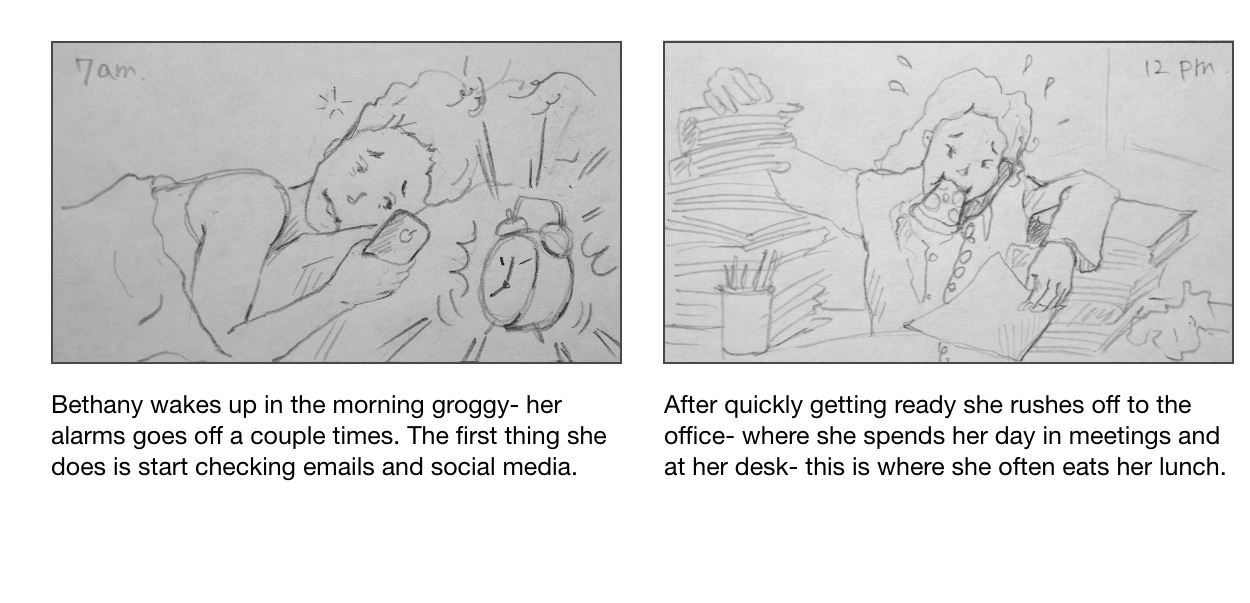 7am.
12 pm
Bethany wakes up in the morning groggy- her
alarms goes off a couple times. The first thing she
does is start checking emails and social media.
After quickly getting ready she rushes off to the
office- where she spends her day in meetings and
at her desk- this is where she often eats her lunch.